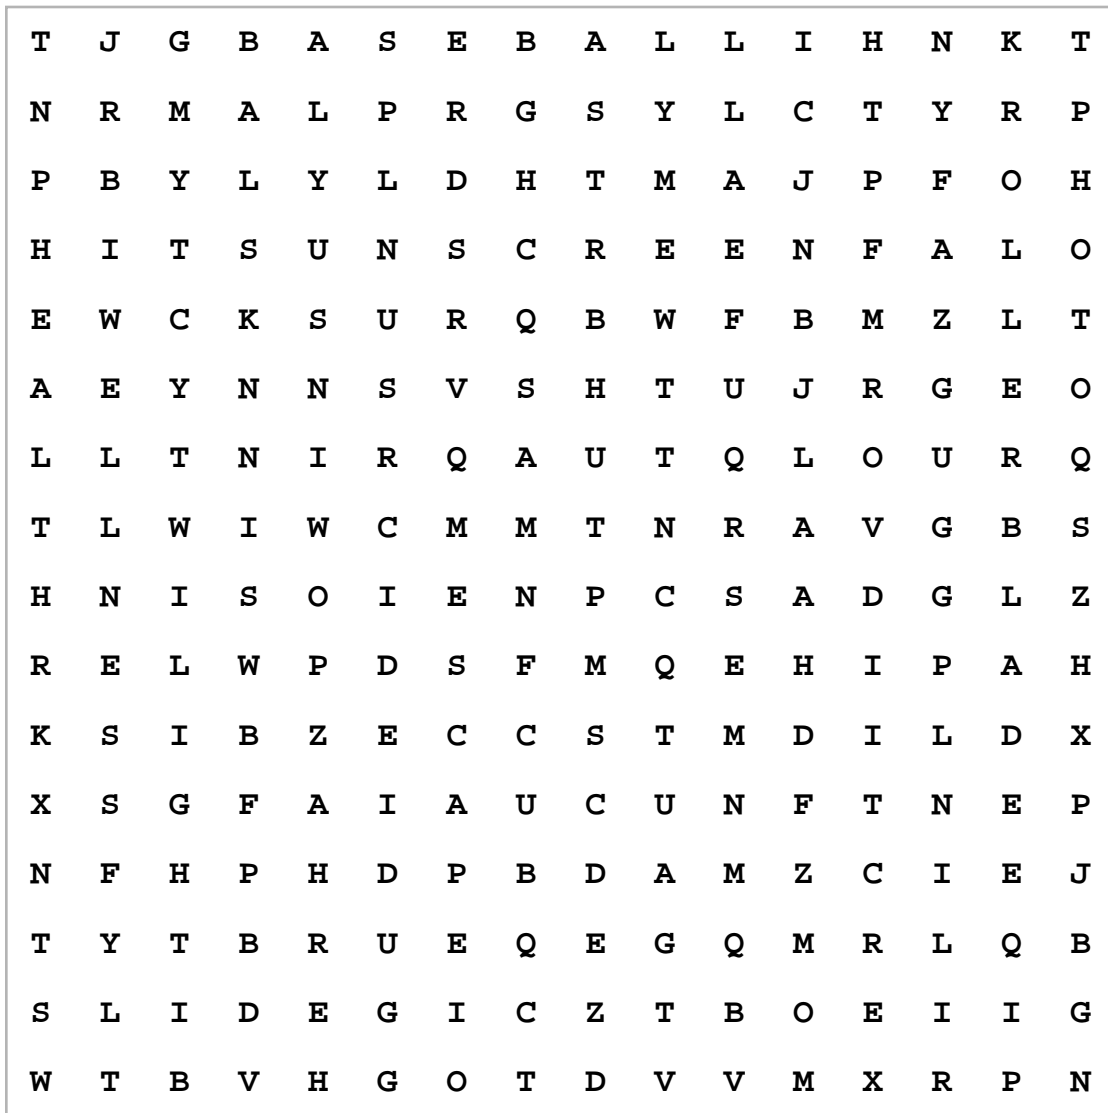 T J G B A S E B A L L I H N K T
N R M A L P R G S Y L C T Y R P
P B Y L Y L D H T M A J P F O H
H I T S U N S C R E E N F A L O
E W C K S U R Q B W F B M Z L T
A E Y N N S V S H T U J R G E O
L L T N I R Q A U T Q L O U R Q
T L W I W C M M T N R A V G B S
H N I S O I E N P C S A D G L Z
R E L W P D S F M Q E H I P A H
K S I B Z E C C S T M D I L D X
X S G F A I A U C U N F T N E P
N F H P H D P B D A M Z C I E J
T Y T B R U E Q E G Q M R L Q B
S L I D E G I C Z T B O E I I G
W T B V H G O T D V V M X R P N